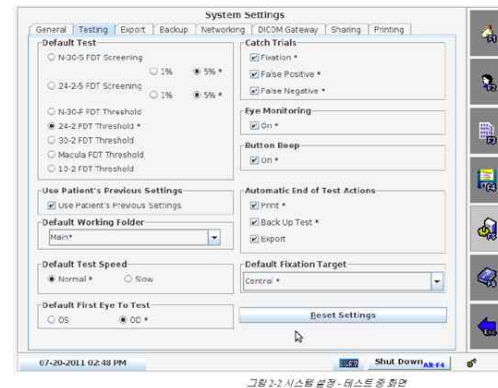 System Settings
General Testing Export Backup Networking DICOM Gateway Sharing Printing
Default Test
N-30-5 FDT Screening
1% 5% *
24-2-5 FDT Screening
1% 5% *
N-30-F FDT Threshold
24-2 FDT Threshold *
30-2 FDT Threshold
Macula FDT Threshold
10-2 FDT Threshold
Catch Trials
Fixation *
False Positive *
False Negative *
Eye Monitoring
On *
Button Beep
On *
Use Patient's Previous Settings
Use Patient's Previous Settings
Default Working Folder
Main*
Automatic End of Test Actions
Print *
Back Up Test *
Export
Default Test Speed
Normal * Slow
Default Fixation Target
Central *
Default First Eye To Test
OS OD *
Reset Settings
07-20-2011 02:48 PM
Shut Down Alt-F4
그림 2-2 시스템 설정 - 테스트 중 화면